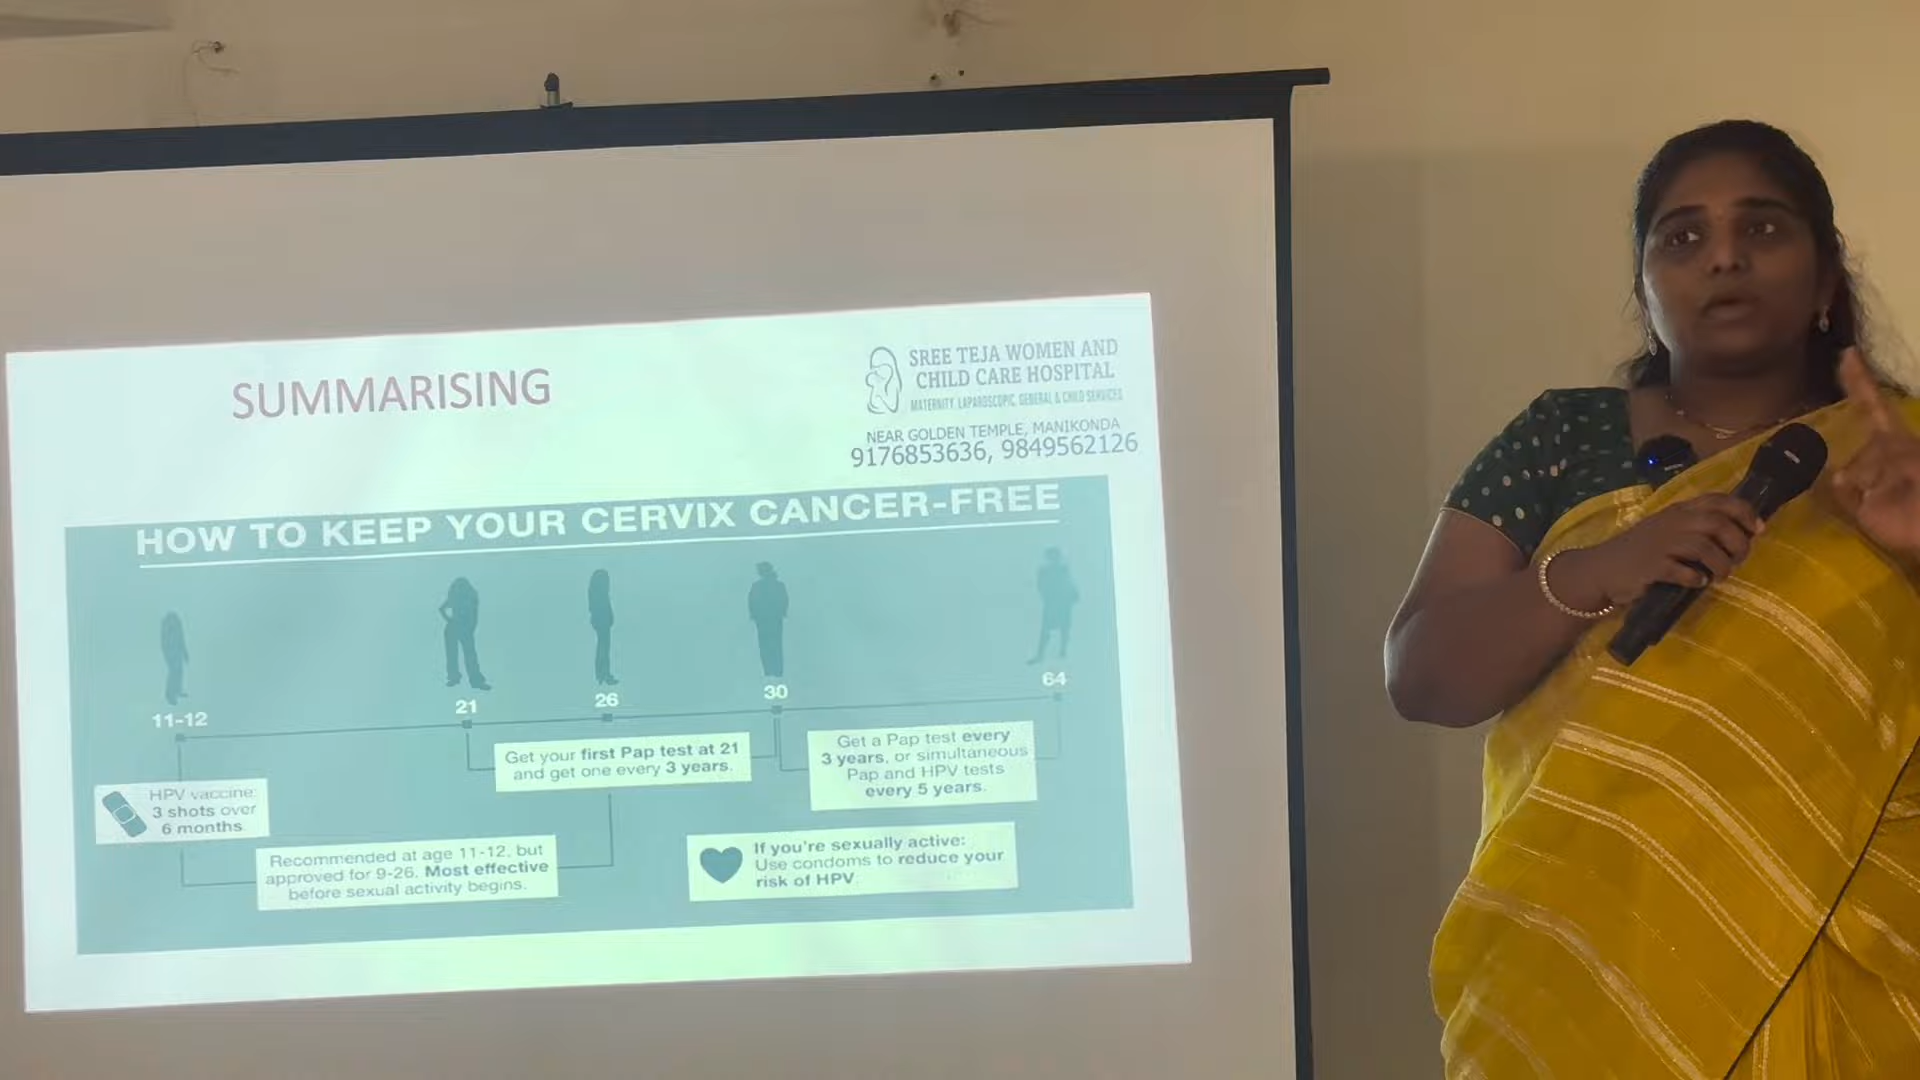 SUMMARISING
SREE TEJA WOMEN AND
CHILD CARE HOSPITAL
MATERNITY, LAPAROSCOPIC, GENERAL & CHILD SERVICES
NEAR GOLDEN TEMPLE, MANIKONDA
9176853636, 9849562126
HOW TO KEEP YOUR CERVIX CANCER-FREE
11-12
21
26
30
64
HPV vaccine:
3 shots over
6 months.
Recommended at age 11-12, but
approved for 9-26. Most effective
before sexual activity begins.
Get your first Pap test at 21
and get one every 3 years.
Get a Pap test every
3 years, or simultaneous
Pap and HPV tests
every 5 years.
If you're sexually active:
Use condoms to reduce your
risk of HPV.